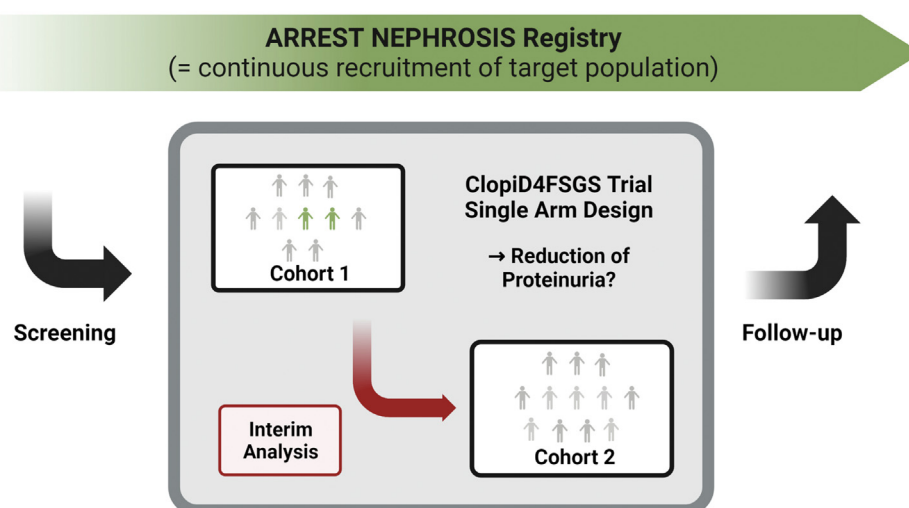 ARREST NEPHROSIS Registry
(= continuous recruitment of target population)
ClopiD4FSGS Trial
Single Arm Design
→ Reduction of
Proteinuria?
Cohort 1
Screening
Follow-up
Interim
Analysis
Cohort 2